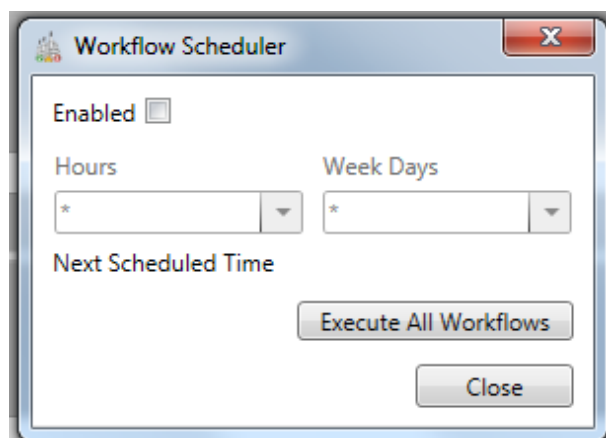 Workflow Scheduler
Enabled
Hours Week Days
* *
Next Scheduled Time
Execute All Workflows
Close